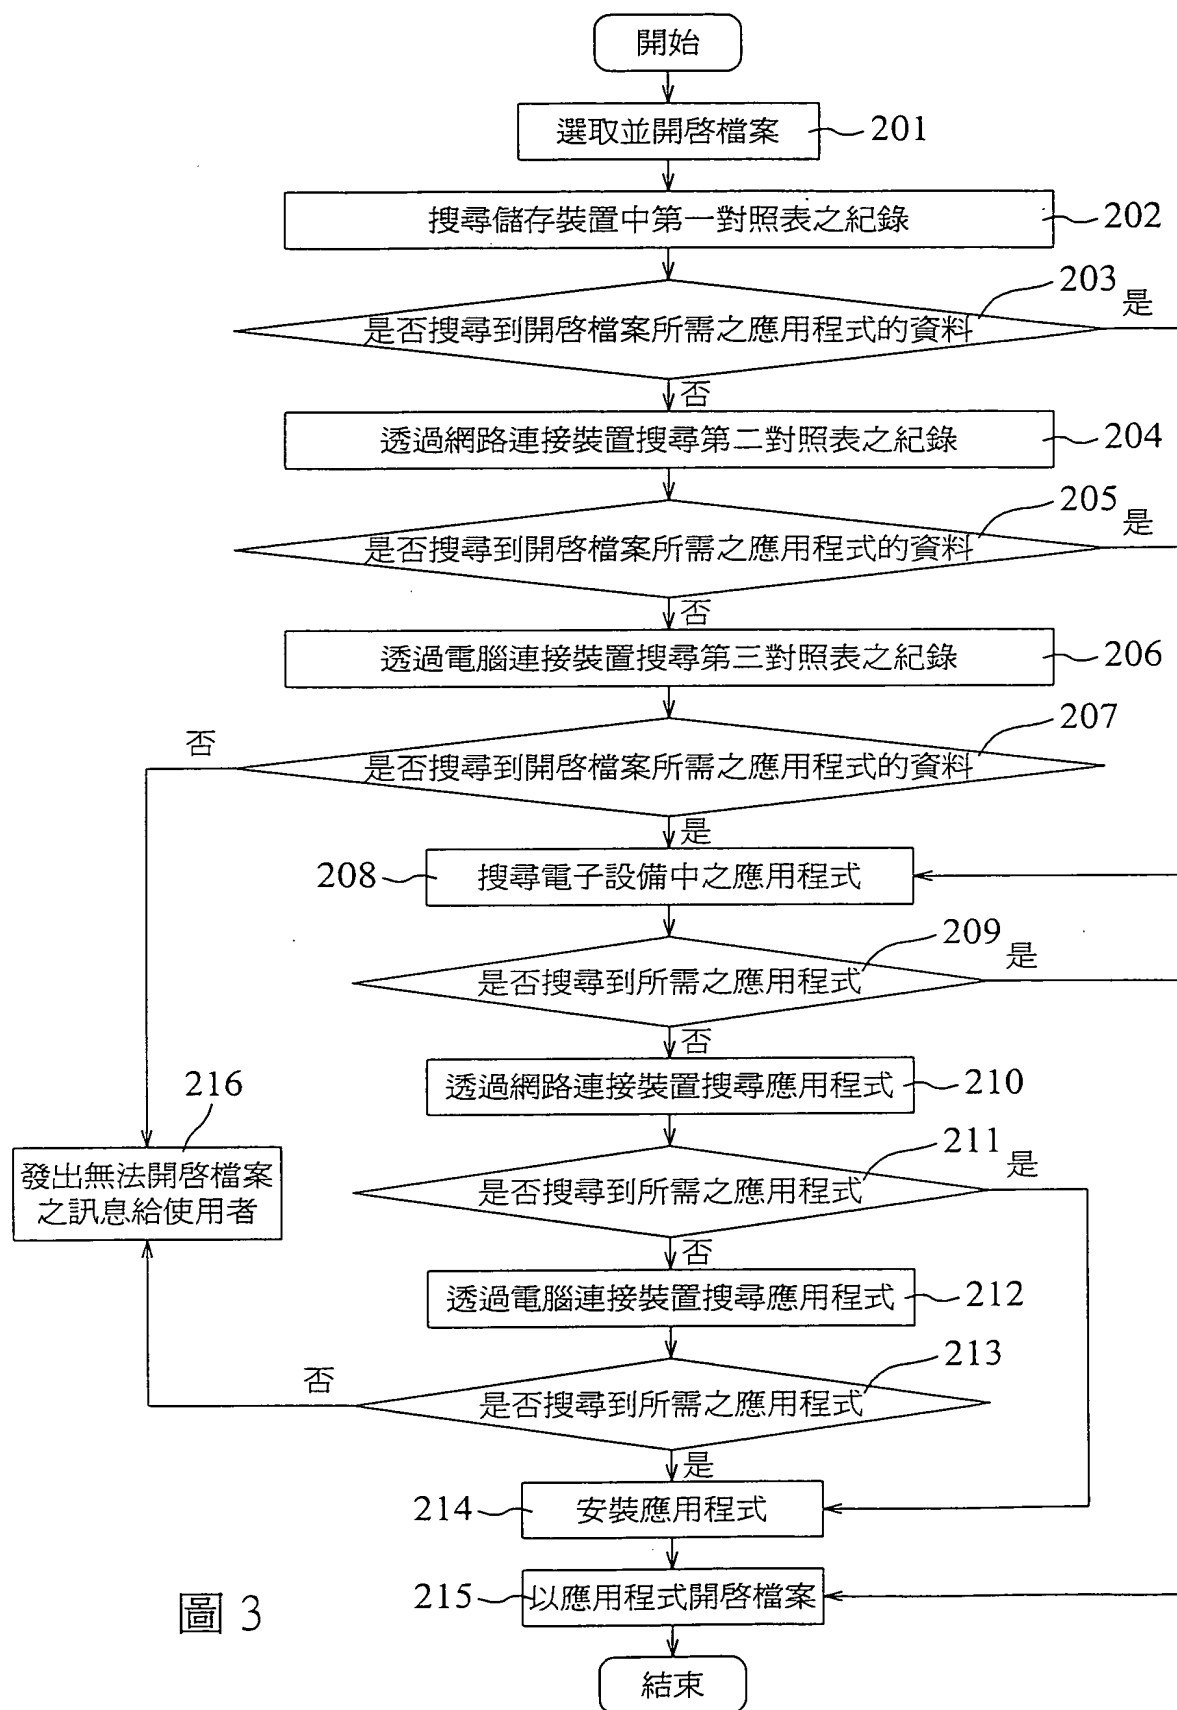 開始
選取並開啓檔案
201
搜尋儲存裝置中第一對照表之紀錄
202
203
是
是否搜尋到開啓檔案所需之應用程式的資料
否
透過網路連接裝置搜尋第二對照表之紀錄
204
205
是
是否搜尋到開啓檔案所需之應用程式的資料
否
透過電腦連接裝置搜尋第三對照表之紀錄
206
207
否
是否搜尋到開啓檔案所需之應用程式的資料
是
208
搜尋電子設備中之應用程式
209
是
是否搜尋到所需之應用程式
否
透過網路連接裝置搜尋應用程式
210
216
211
是
發出無法開啓檔案
之訊息給使用者
是否搜尋到所需之應用程式
否
透過電腦連接裝置搜尋應用程式
212
213
否
是否搜尋到所需之應用程式
是
214
安裝應用程式
215
以應用程式開啓檔案
圖 3
結束